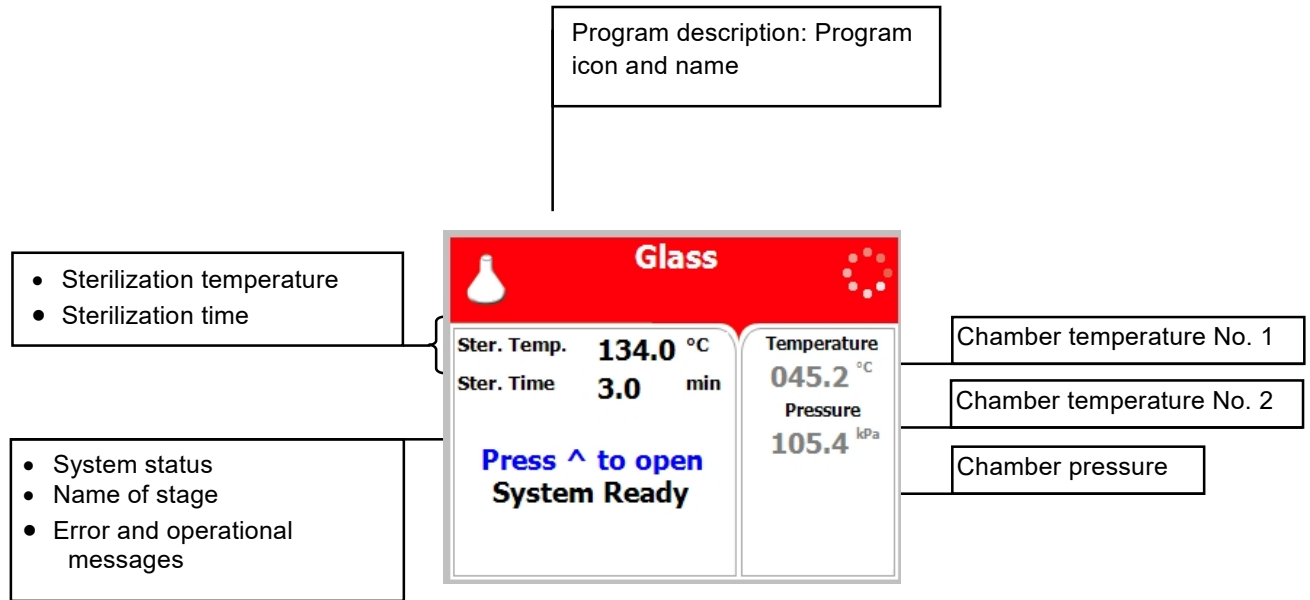 Program description: Program
icon and name
• Sterilization temperature
• Sterilization time
• System status
• Name of stage
• Error and operational
messages
Glass
Ster. Temp. 134.0 °C
Ster. Time 3.0 min
Press ^ to open
System Ready
Temperature
045.2 °C
Pressure
105.4 kPa
Chamber temperature No. 1
Chamber temperature No. 2
Chamber pressure